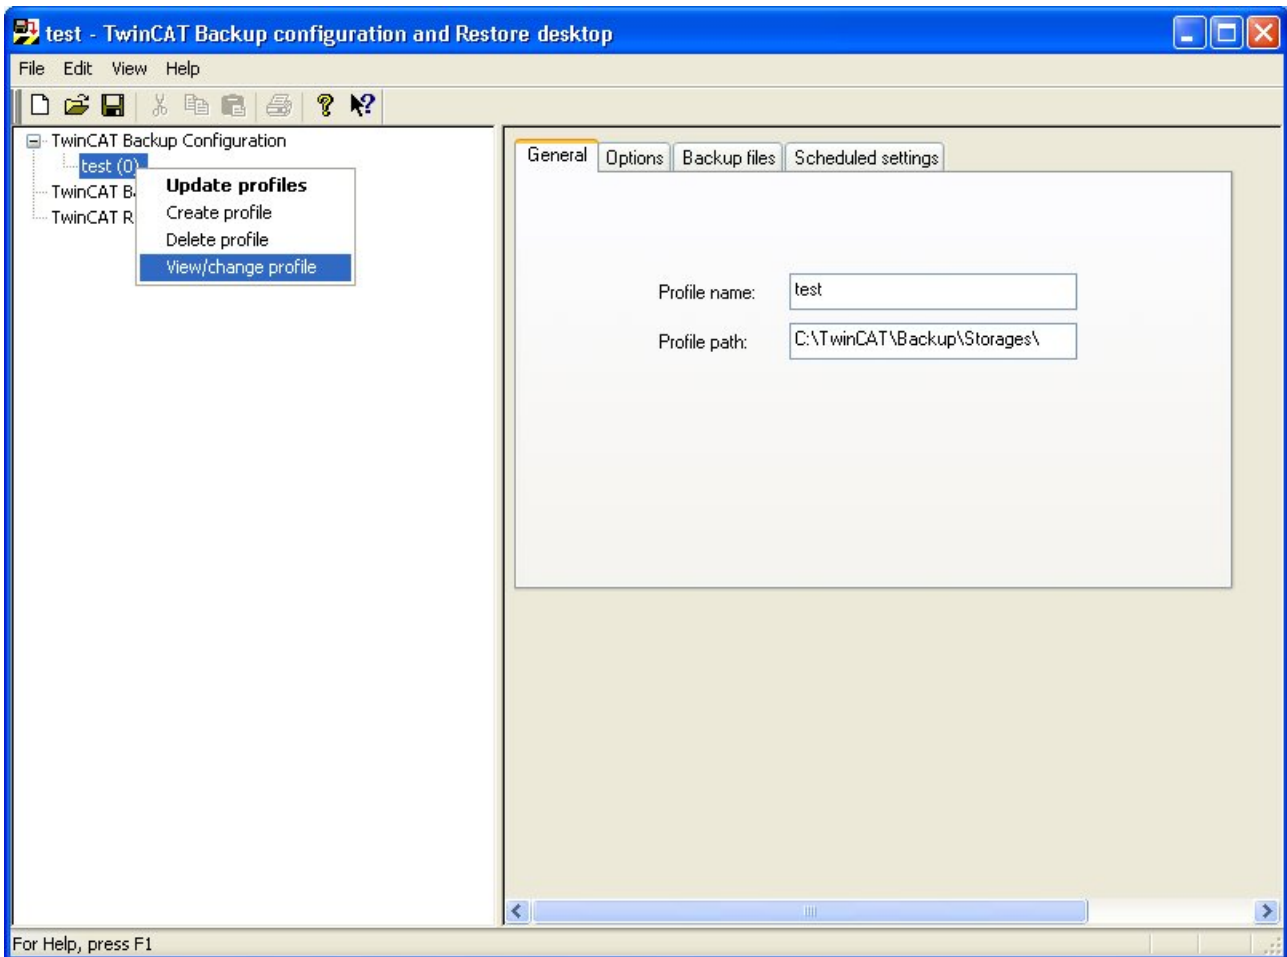 test - TwinCAT Backup configuration and Restore desktop
File Edit View Help
TwinCAT Backup Configuration
test (0)
TwinCAT B
TwinCAT R
Update profiles
Create profile
Delete profile
View/change profile
General Options Backup files Scheduled settings
Profile name: test
Profile path: C:\TwinCAT\Backup\Storages\
For Help, press F1